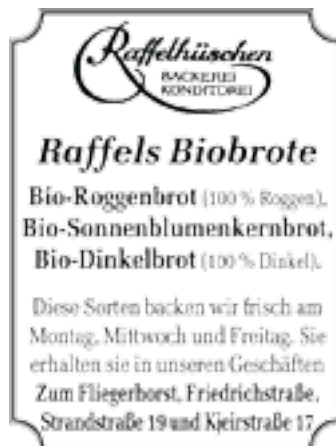 Raffelhüschen
BÄCKEREI
KONDITOREI
Raffels Biobrote
Bio-Roggenbrot (100 % Roggen),
Bio-Sonnenblumenkernbrot,
Bio-Dinkelbrot (100 % Dinkel).
Diese Sorten backen wir frisch am
Montag, Mittwoch und Freitag. Sie
erhalten sie in unseren Geschäften
Zum Fliegerhorst, Friedrichstraße,
Strandstraße 19 und Kjeirstraße 17